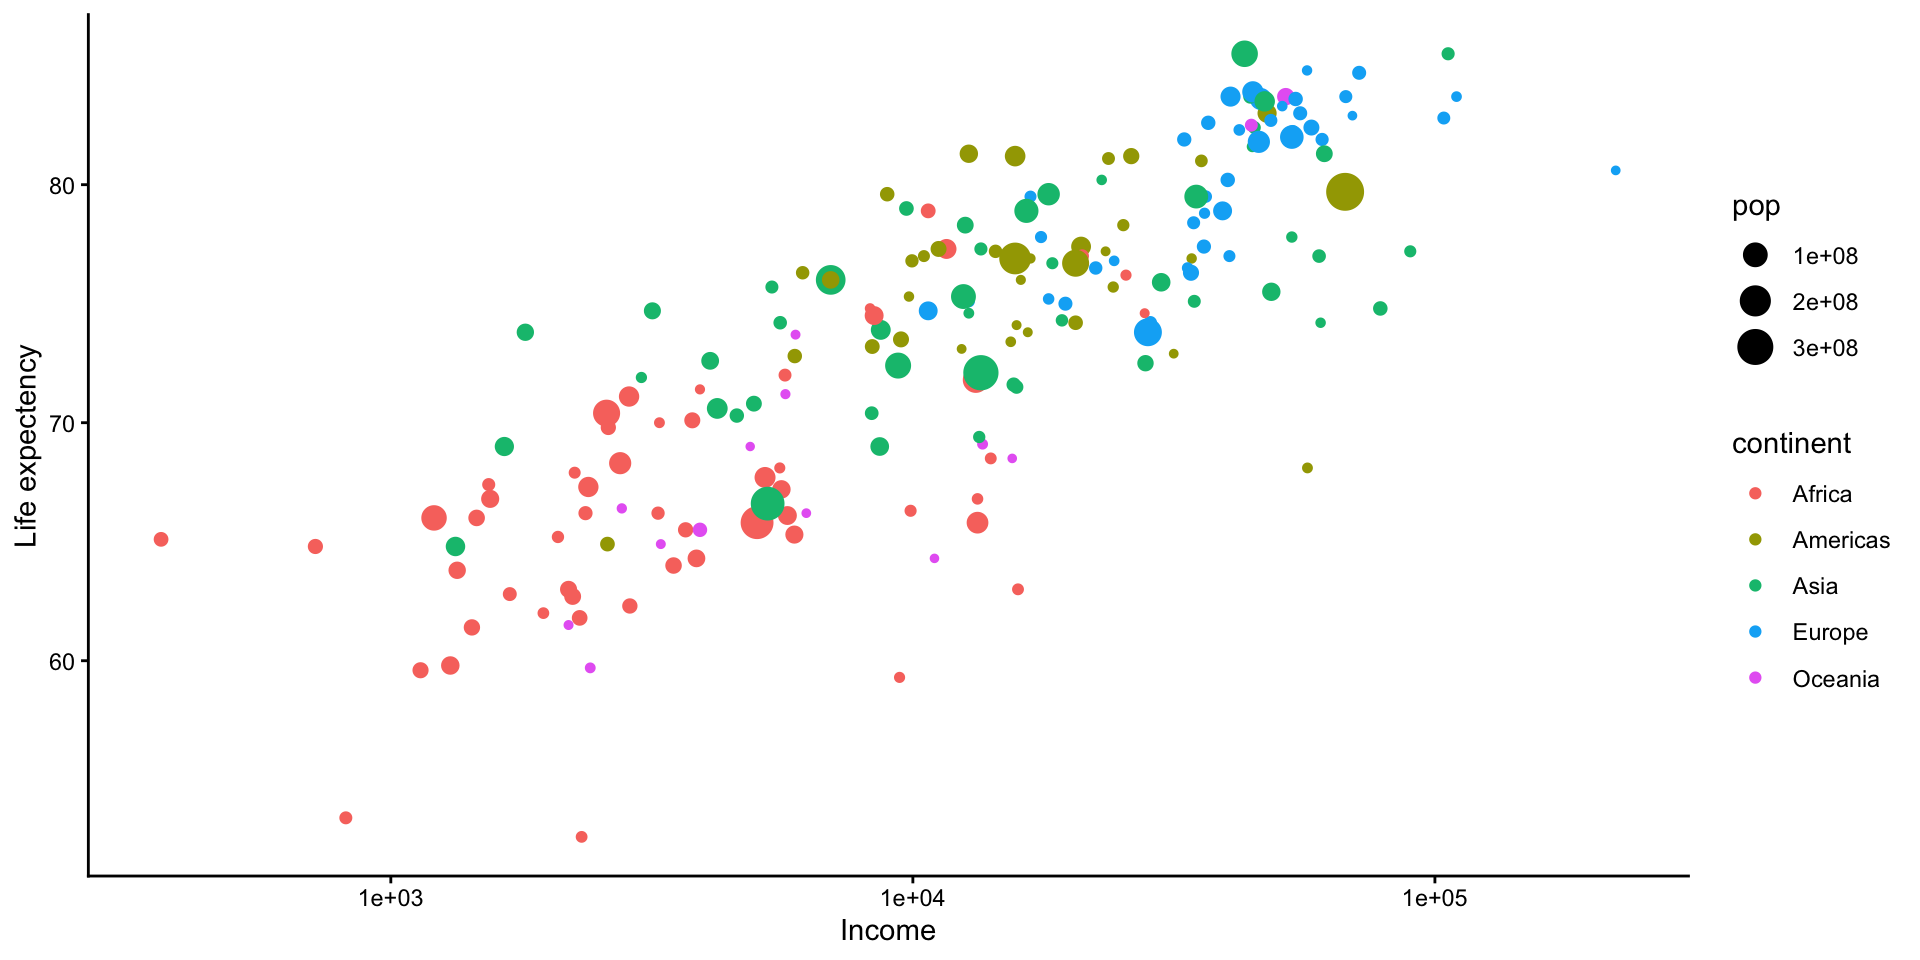 80
70
60
Life expectency
1e+03
1e+04
1e+05
Income
pop
1e+08
2e+08
3e+08
continent
Africa
Americas
Asia
Europe
Oceania